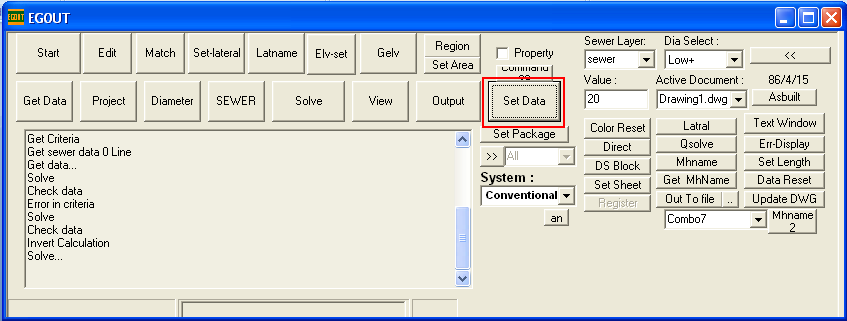 EGOUT EGOUT
Start Edit Match Set-lateral Latname Elv-set Gelv Region
Set Area
Property
Command
Sewer Layer: Dia Select :
sewer Low+ <<
Get Data Project Diameter SEWER Solve View Output Set Data
Value : Active Document : 86/4/15
20 Drawing1.dwg Asbuilt
Get Criteria
Get sewer data 0 Line
Get data...
Solve
Check data
Error in criteria
Solve
Check data
Invert Calculation
Solve...
Set Package
>> All
System :
Conventional
an
Color Reset Latral Text Window
Direct Qsolve Err-Display
DS Block Mhname Set Length
Set Sheet Get MhName Data Reset
Register Out To file .. Update DWG
Combo7 Mhname
2